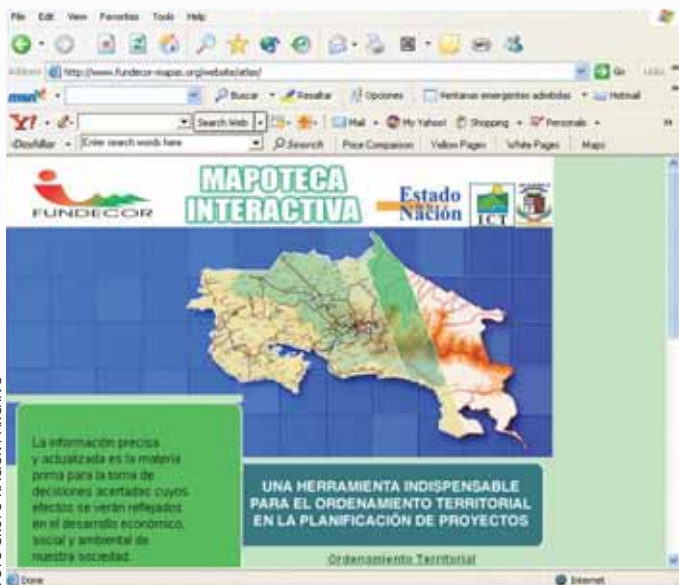 File Edit View Favorites Tools Help
Address http://www.fundecor-mapas.org/website/atlas/ Go
msn Buscar Resaltar Opciones Ventanas emergentes admitidas Hotmail
Y! Search Web Mail My Yahoo! Shopping Personals
Enter search words here Search Price Comparison Yellow Pages White Pages Maps
FUNDECOR
MAPOTECA
INTERACTIVA
Estado
Nación
ICT
La información precisa
y actualizada es la materia
prima para la toma de
decisiones acertadas cuyos
efectos se verán reflejados
en el desarrollo económico,
social y ambiental de
nuestra sociedad.
UNA HERRAMIENTA INDISPENSABLE
PARA EL ORDENAMIENTO TERRITORIAL
EN LA PLANIFICACIÓN DE PROYECTOS
Ordenamiento Territorial
Done Internet